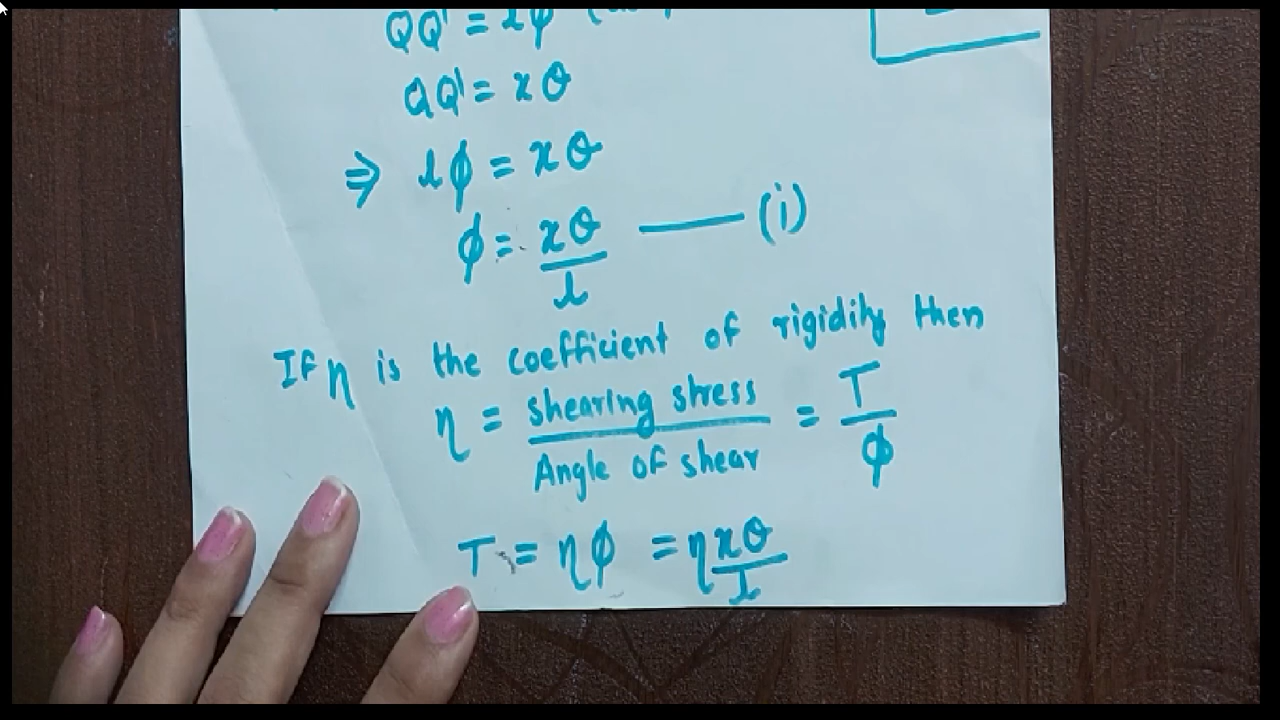 QQ' = lϕ
QQ' = xθ
⇒ lϕ = xθ
ϕ = xθ/l —— (i)
If η is the coefficient of rigidity then
η = shearing stress / Angle of shear = T/ϕ
T = ηϕ = η xθ/l